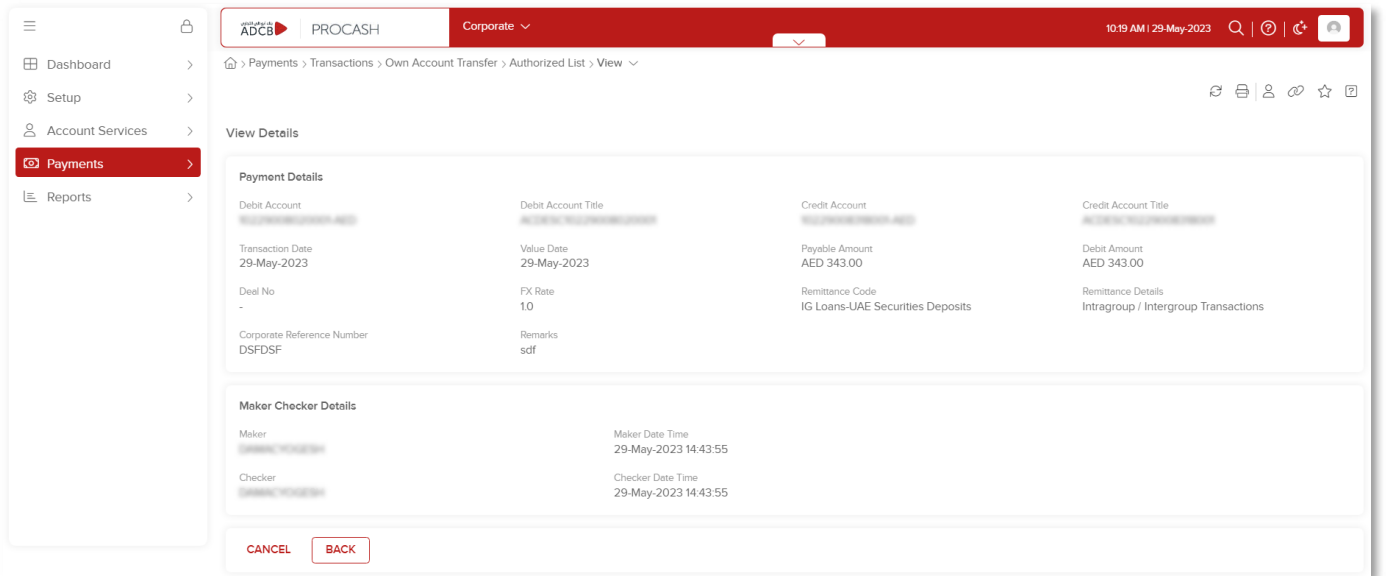 بنك أبوظبي التجاري
ADCB PROCASH Corporate 10:19 AM | 29-May-2023
Dashboard
Setup
Account Services
Payments
Reports
> Payments > Transactions > Own Account Transfer > Authorized List > View
View Details
Payment Details
Debit Account Debit Account Title Credit Account Credit Account Title
Transaction Date Value Date Payable Amount Debit Amount
29-May-2023 29-May-2023 AED 343.00 AED 343.00
Deal No FX Rate Remittance Code Remittance Details
- 1.0 IG Loans-UAE Securities Deposits Intragroup / Intergroup Transactions
Corporate Reference Number Remarks
DSFDSF sdf
Maker Checker Details
Maker Maker Date Time
29-May-2023 14:43:55
Checker Checker Date Time
29-May-2023 14:43:55
CANCEL BACK